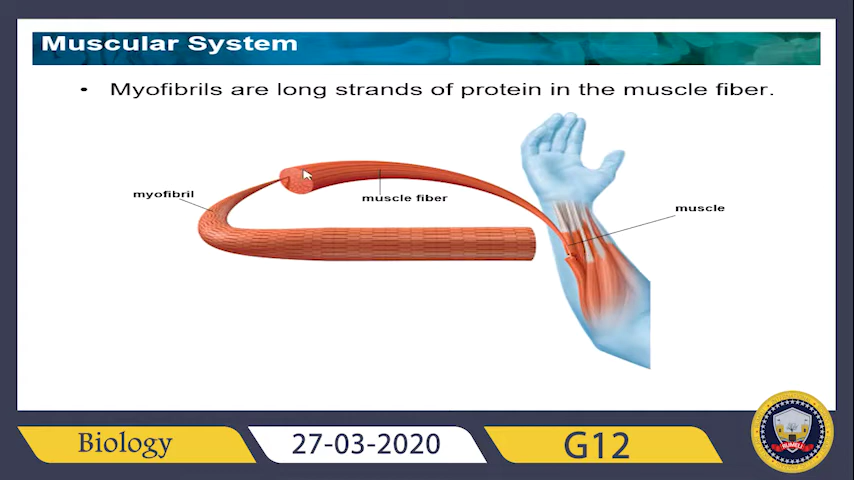 Muscular System
• Myofibrils are long strands of protein in the muscle fiber.
myofibril
muscle fiber
muscle
Biology
27-03-2020
G12